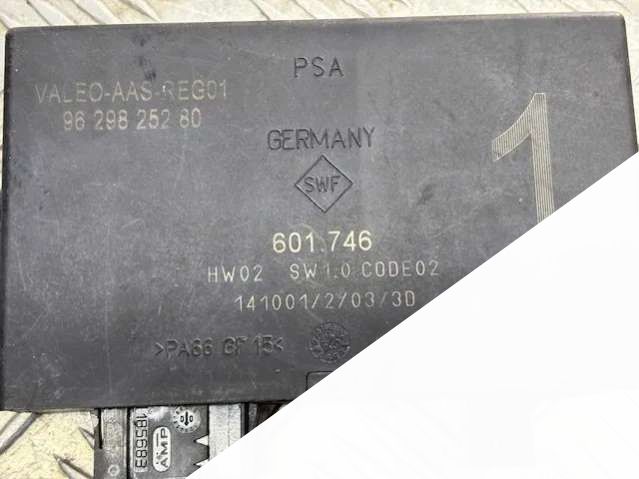 PSA
VALEO-AAS-REG01
96 298 252 80
1
GERMANY
SWF
601.746
HW02 SW1.0 CODE02
141001/2/03/3D
>PA66 GF15<
185683
AMP